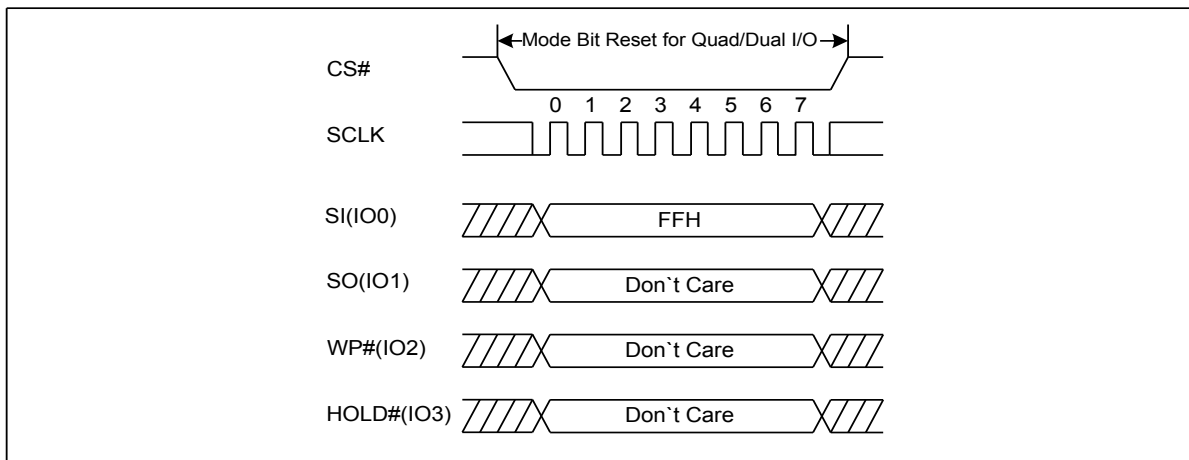 Mode Bit Reset for Quad/Dual I/O
CS#
0 1 2 3 4 5 6 7
SCLK
SI(IO0) FFH
SO(IO1) Don`t Care
WP#(IO2) Don`t Care
HOLD#(IO3) Don`t Care